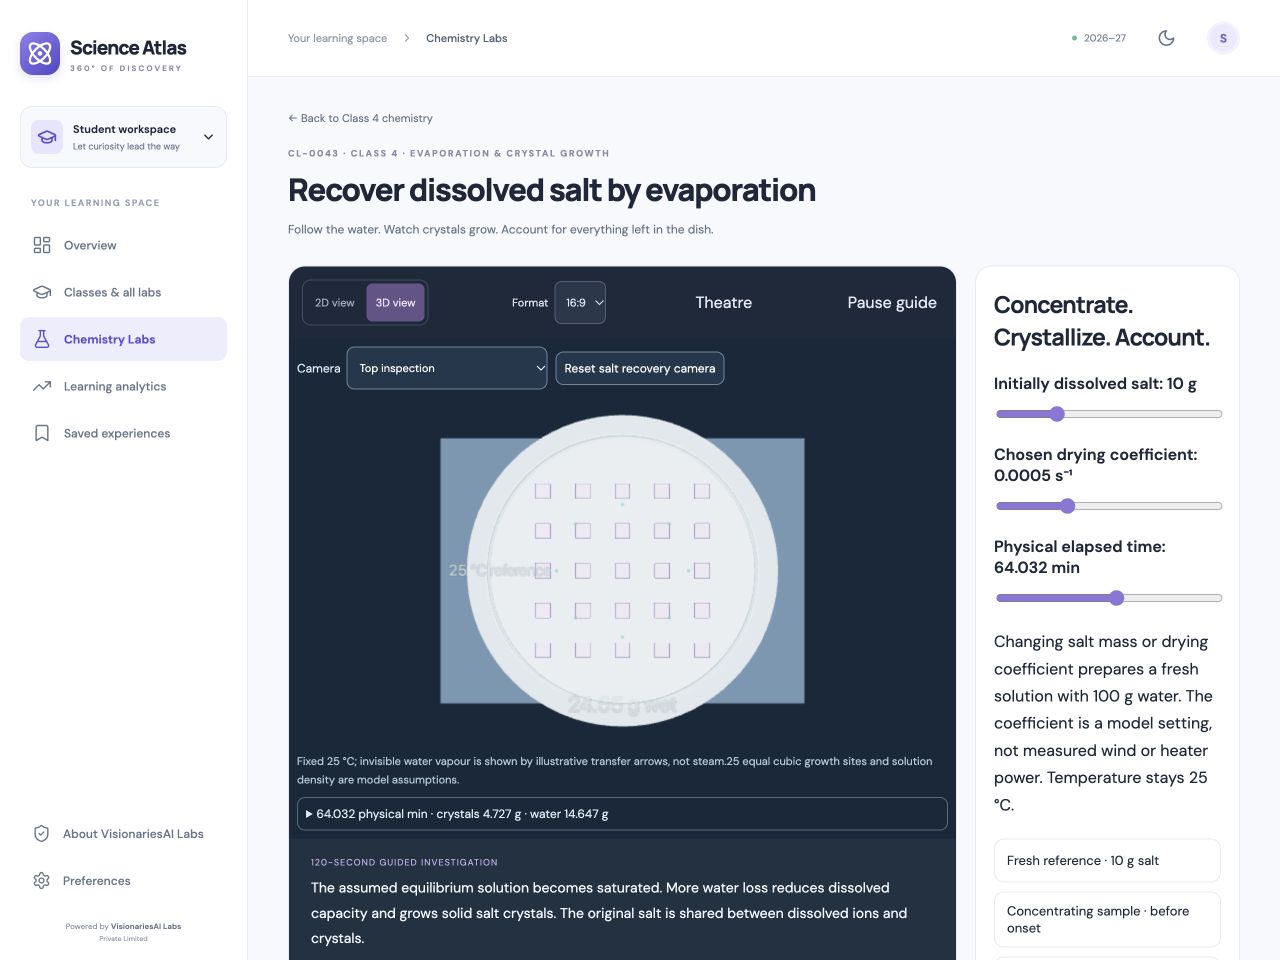 Science Atlas
360° OF DISCOVERY
Student workspace
Let curiosity lead the way
YOUR LEARNING SPACE
Overview
Classes & all labs
Chemistry Labs
Learning analytics
Saved experiences
About VisionariesAI Labs
Preferences
Powered by VisionariesAI Labs
Private Limited
Your learning space > Chemistry Labs
2026–27
S
← Back to Class 4 chemistry
CL-0043 · CLASS 4 · EVAPORATION & CRYSTAL GROWTH
Recover dissolved salt by evaporation
Follow the water. Watch crystals grow. Account for everything left in the dish.
2D view
3D view
Format
16:9
Theatre
Pause guide
Camera
Top inspection
Reset salt recovery camera
25 °C reference
24.65 g wet
Fixed 25 °C; invisible water vapour is shown by illustrative transfer arrows, not steam.25 equal cubic growth sites and solution
density are model assumptions.
▶ 64.032 physical min · crystals 4.727 g · water 14.647 g
120-SECOND GUIDED INVESTIGATION
The assumed equilibrium solution becomes saturated. More water loss reduces dissolved
capacity and grows solid salt crystals. The original salt is shared between dissolved ions and
crystals.
Concentrate.
Crystallize. Account.
Initially dissolved salt: 10 g
Chosen drying coefficient:
0.0005 s⁻¹
Physical elapsed time:
64.032 min
Changing salt mass or drying
coefficient prepares a fresh
solution with 100 g water. The
coefficient is a model setting,
not measured wind or heater
power. Temperature stays 25
°C.
Fresh reference · 10 g salt
Concentrating sample · before
onset